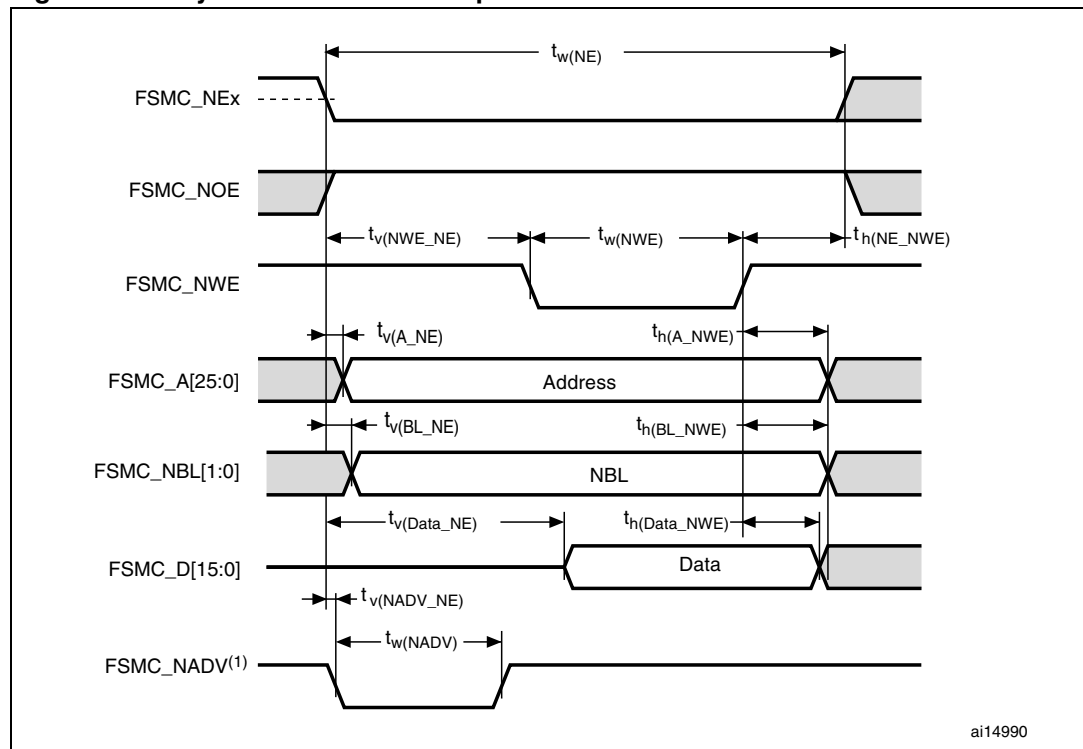 tw(NE)
FSMC_NEx
FSMC_NOE
tv(NWE_NE) tw(NWE) th(NE_NWE)
FSMC_NWE
tv(A_NE) th(A_NWE)
FSMC_A[25:0] Address
tv(BL_NE) th(BL_NWE)
FSMC_NBL[1:0] NBL
tv(Data_NE) th(Data_NWE)
FSMC_D[15:0] Data
tv(NADV_NE)
tw(NADV)
FSMC_NADV(1)
ai14990